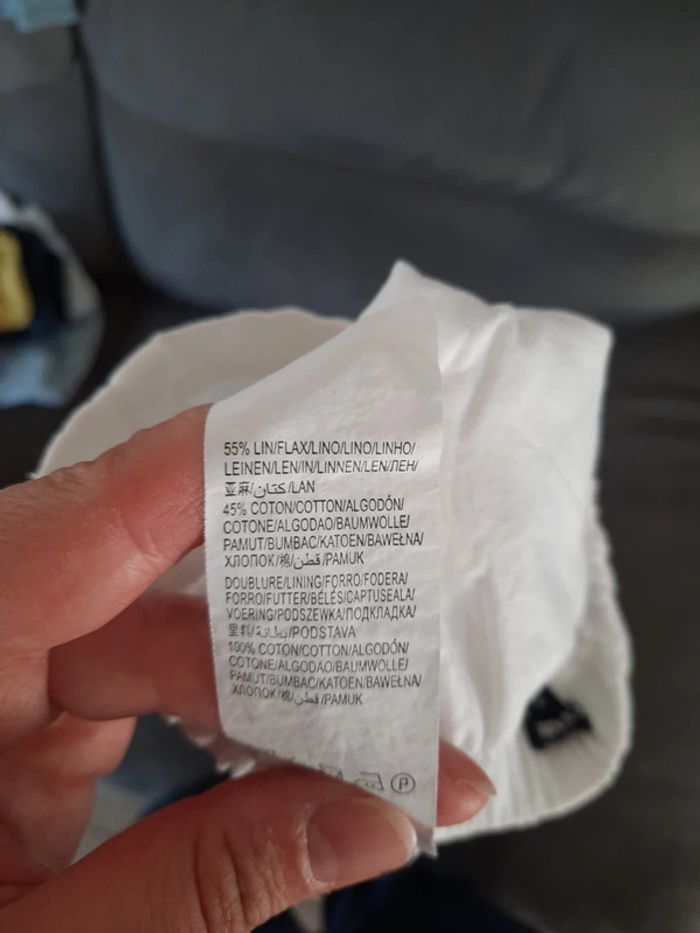 55% LIN/FLAX/LINO/LINO/LINHO/
LEINEN/LEN/IN/LINNEN/LEN/ЛЕН/
亚麻/كتان/LAN
45% COTON/COTTON/ALGODÓN/
COTONE/ALGODAO/BAUMWOLLE/
PAMUT/BUMBAC/KATOEN/BAWEŁNA/
ХЛОПОК/棉/قطن/PAMUK
DOUBLURE/LINING/FORRO/FODERA/
FORRO/FUTTER/BÉLÉS/CAPTUSEALA/
VOERING/PODSZEWKA/ПОДКЛАДКА/
里料/بطانة/PODSTAVA
100% COTON/COTTON/ALGODÓN/
COTONE/ALGODAO/BAUMWOLLE/
PAMUT/BUMBAC/KATOEN/BAWEŁNA/
ХЛОПОК/棉/قطن/PAMUK